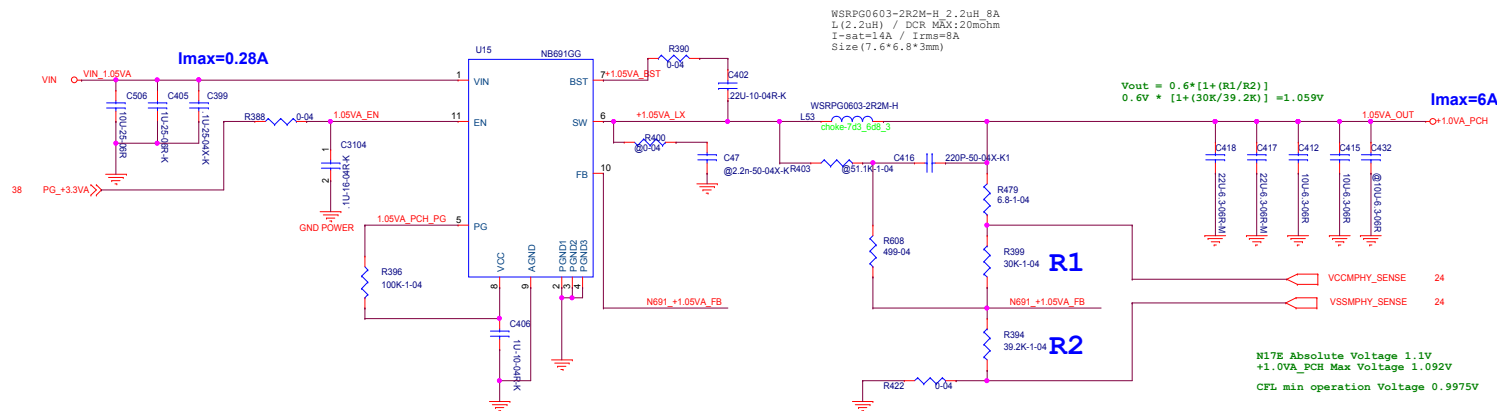 WSRPG0603-2R2M-H_2.2uH_8A
L(2.2uH) / DCR MAX:20mohm
I-sat=14A / Irms=8A
Size(7.6*6.8*3mm)
Imax=0.28A
VIN
VIN_1.05VA
C506
10U-25-06R
C405
1U-25-06R-K
C399
.1U-25-04X-K
R388
0-04
1.05VA_EN
C3104
.1U-16-04R-K
1
2
GND POWER
38
PG_+3.3VA
1.05VA_PCH_PG
R396
100K-1-04
U15
NB691GG
1
VIN
11
EN
5
PG
BST
7
SW
6
FB
10
VCC
AGND
PGND1
PGND2
PGND3
8
9
2
3
4
C406
1U-10-04R-K
+1.05VA_BST
R390
0-04
C402
22U-10-04R-K
+1.05VA_LX
R400
@0-04
C47
@2.2n-50-04X-K
N691_+1.05VA_FB
WSRPG0603-2R2M-H
L53
choke-7d3_6d8_3
R403
@51.1K-1-04
C416
220P-50-04X-K1
R479
6.8-1-04
R608
499-04
R399
30K-1-04
R1
N691_+1.05VA_FB
R394
39.2K-1-04
R2
R422
0-04
Vout = 0.6*[1+(R1/R2)]
0.6V * [1+(30K/39.2K)] =1.059V
Imax=6A
1.05VA_OUT
+1.0VA_PCH
C418
22U-6.3-06R-M
C417
22U-6.3-06R-M
C412
10U-6.3-06R
C415
10U-6.3-06R
C432
@10U-6.3-06R
VCCMPHY_SENSE
24
VSSMPHY_SENSE
24
N17E Absolute Voltage 1.1V
+1.0VA_PCH Max Voltage 1.092V
CFL min operation Voltage 0.9975V